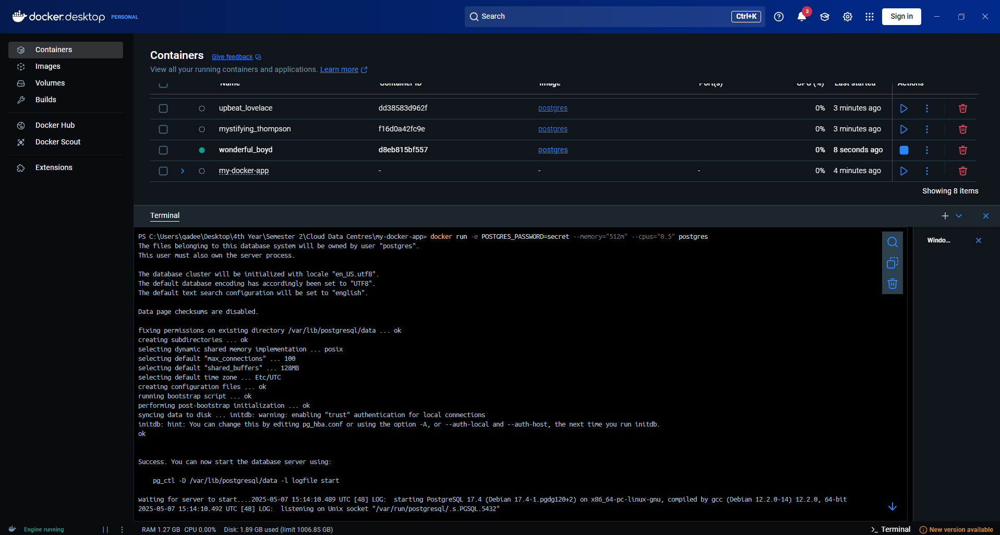 docker desktop PERSONAL
Search Ctrl+K
3
Sign in
Containers
Images
Volumes
Builds
Docker Hub
Docker Scout
Extensions
Containers Give feedback
View all your running containers and applications. Learn more
Name Container ID Image Port(s) CPU (%) Last started Actions
upbeat_lovelace dd38583d962f postgres 0% 3 minutes ago
mystifying_thompson f16d0a42fc9e postgres 0% 3 minutes ago
wonderful_boyd d8eb815bf557 postgres 0% 8 seconds ago
my-docker-app - - - 0% 4 minutes ago
Showing 8 items
Terminal
Windo...
PS C:\Users\qadee\Desktop\4th Year\Semester 2\Cloud Data Centres\my-docker-app> docker run -e POSTGRES_PASSWORD=secret --memory="512m" --cpus="0.5" postgres
The files belonging to this database system will be owned by user "postgres".
This user must also own the server process.
The database cluster will be initialized with locale "en_US.utf8".
The default database encoding has accordingly been set to "UTF8".
The default text search configuration will be set to "english".
Data page checksums are disabled.
fixing permissions on existing directory /var/lib/postgresql/data ... ok
creating subdirectories ... ok
selecting dynamic shared memory implementation ... posix
selecting default "max_connections" ... 100
selecting default "shared_buffers" ... 128MB
selecting default time zone ... Etc/UTC
creating configuration files ... ok
running bootstrap script ... ok
performing post-bootstrap initialization ... ok
syncing data to disk ... initdb: warning: enabling "trust" authentication for local connections
initdb: hint: You can change this by editing pg_hba.conf or using the option -A, or --auth-local and --auth-host, the next time you run initdb.
ok
Success. You can now start the database server using:
pg_ctl -D /var/lib/postgresql/data -l logfile start
waiting for server to start....2025-05-07 15:14:10.489 UTC [48] LOG:  starting PostgreSQL 17.4 (Debian 17.4-1.pgdg120+2) on x86_64-pc-linux-gnu, compiled by gcc (Debian 12.2.0-14) 12.2.0, 64-bit
2025-05-07 15:14:10.492 UTC [48] LOG:  listening on Unix socket "/var/run/postgresql/.s.PGSQL.5432"
Engine running
RAM 1.27 GB CPU 0.00% Disk: 1.89 GB used (limit 1006.85 GB)
>_ Terminal
New version available